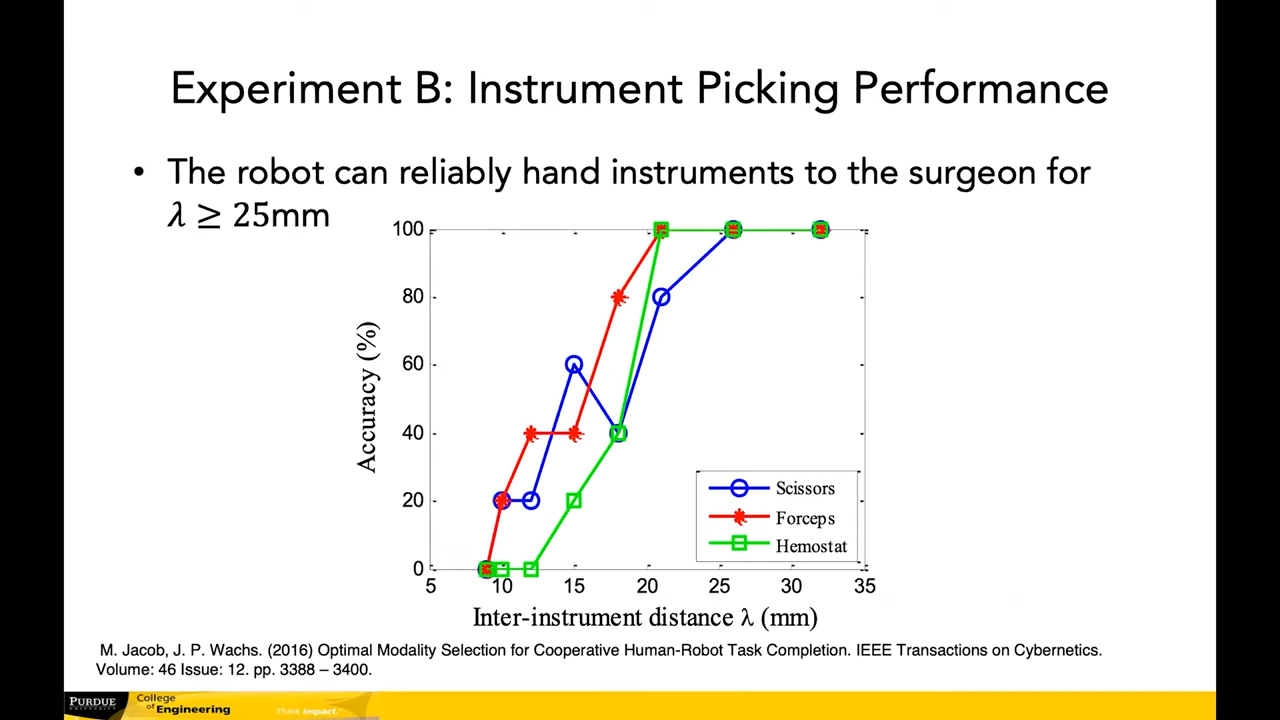 Experiment B: Instrument Picking Performance
• The robot can reliably hand instruments to the surgeon for
λ ≥ 25mm
100
80
60
40
20
0
Accuracy (%)
5 10 15 20 25 30 35
Inter-instrument distance λ (mm)
Scissors
Forceps
Hemostat
M. Jacob, J. P. Wachs. (2016) Optimal Modality Selection for Cooperative Human-Robot Task Completion. IEEE Transactions on Cybernetics.
Volume: 46 Issue: 12. pp. 3388 – 3400.
PURDUE
UNIVERSITY
College
of Engineering
Think impact.